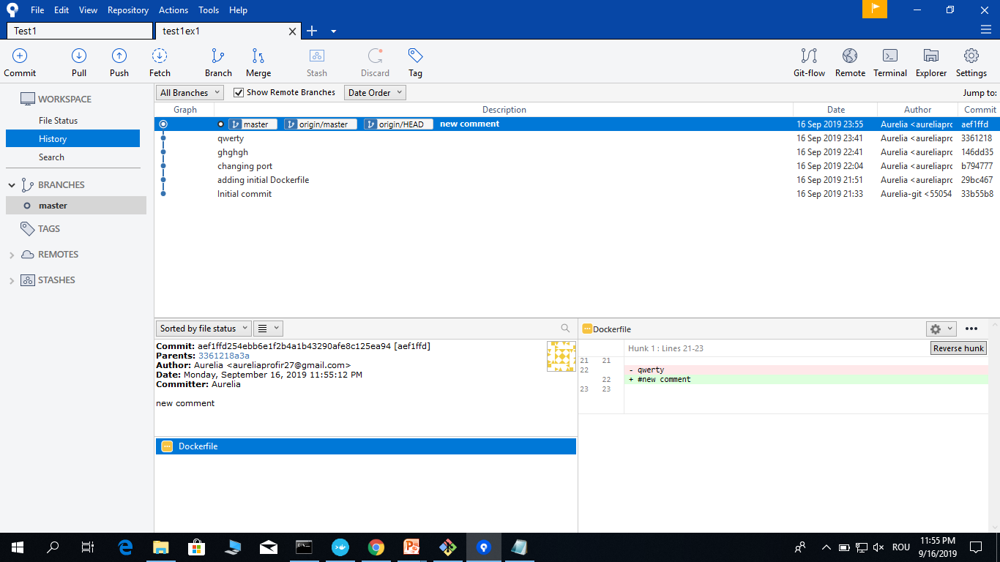 File Edit View Repository Actions Tools Help
Test1 test1ex1
Commit Pull Push Fetch Branch Merge Stash Discard Tag Git-flow Remote Terminal Explorer Settings
WORKSPACE
File Status
History
Search
BRANCHES
master
TAGS
REMOTES
STASHES
All Branches Show Remote Branches Date Order Jump to:
Graph Description Date Author Commit
master origin/master origin/HEAD new comment 16 Sep 2019 23:55 Aurelia <aureliaprc aef1ffd
qwerty 16 Sep 2019 23:41 Aurelia <aureliaprc 3361218
ghghgh 16 Sep 2019 22:41 Aurelia <aureliaprc 146dd35
changing port 16 Sep 2019 22:04 Aurelia <aureliaprc b794777
adding initial Dockerfile 16 Sep 2019 21:51 Aurelia <aureliaprc 29bc467
Initial commit 16 Sep 2019 21:33 Aurelia-git <55054 33b55b8
Sorted by file status
Commit: aef1ffd254ebb6e1f2b4a1b43290afe8c125ea94 [aef1ffd]
Parents: 3361218a3a
Author: Aurelia <aureliaprofir27@gmail.com>
Date: Monday, September 16, 2019 11:55:12 PM
Committer: Aurelia
new comment
Dockerfile
Dockerfile
Hunk 1 : Lines 21-23 Reverse hunk
21 21
22 - qwerty
22 + #new comment
23 23
ROU 11:55 PM
9/16/2019